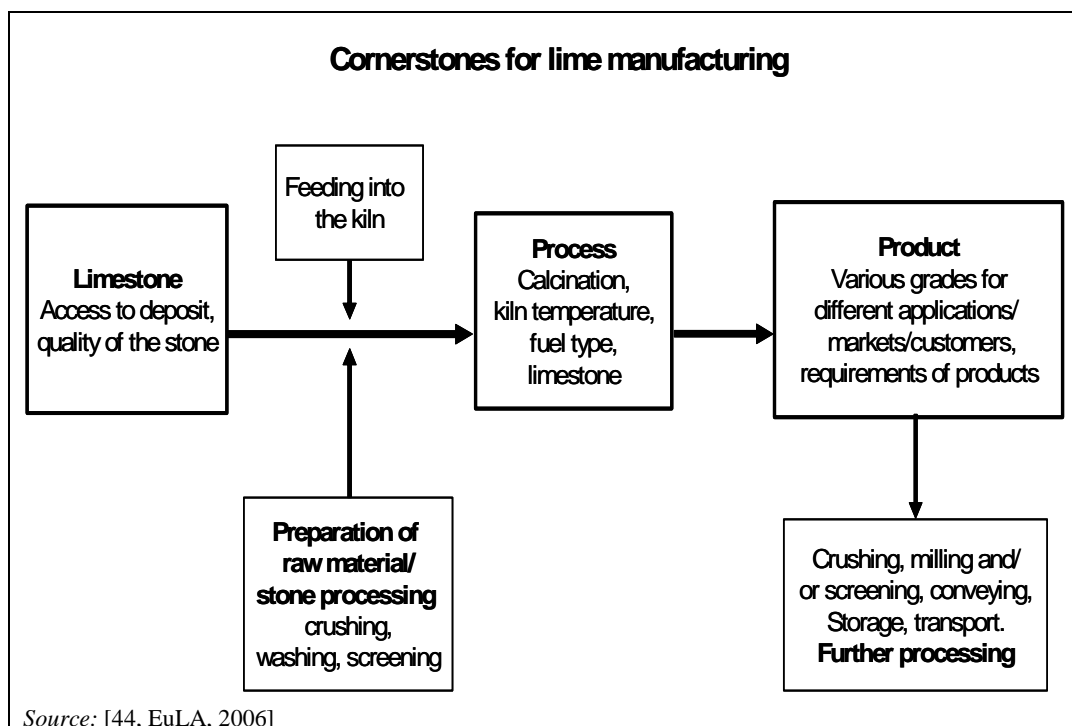 Cornerstones for lime manufacturing
Feeding into
the kiln
Limestone
Access to deposit,
quality of the stone
Process
Calcination,
kiln temperature,
fuel type,
limestone
Product
Various grades for
different applications/
markets/customers,
requirements of products
Preparation of
raw material/
stone processing
crushing,
washing, screening
Crushing, milling and/
or screening, conveying,
Storage, transport.
Further processing
Source: [44, EuLA, 2006]